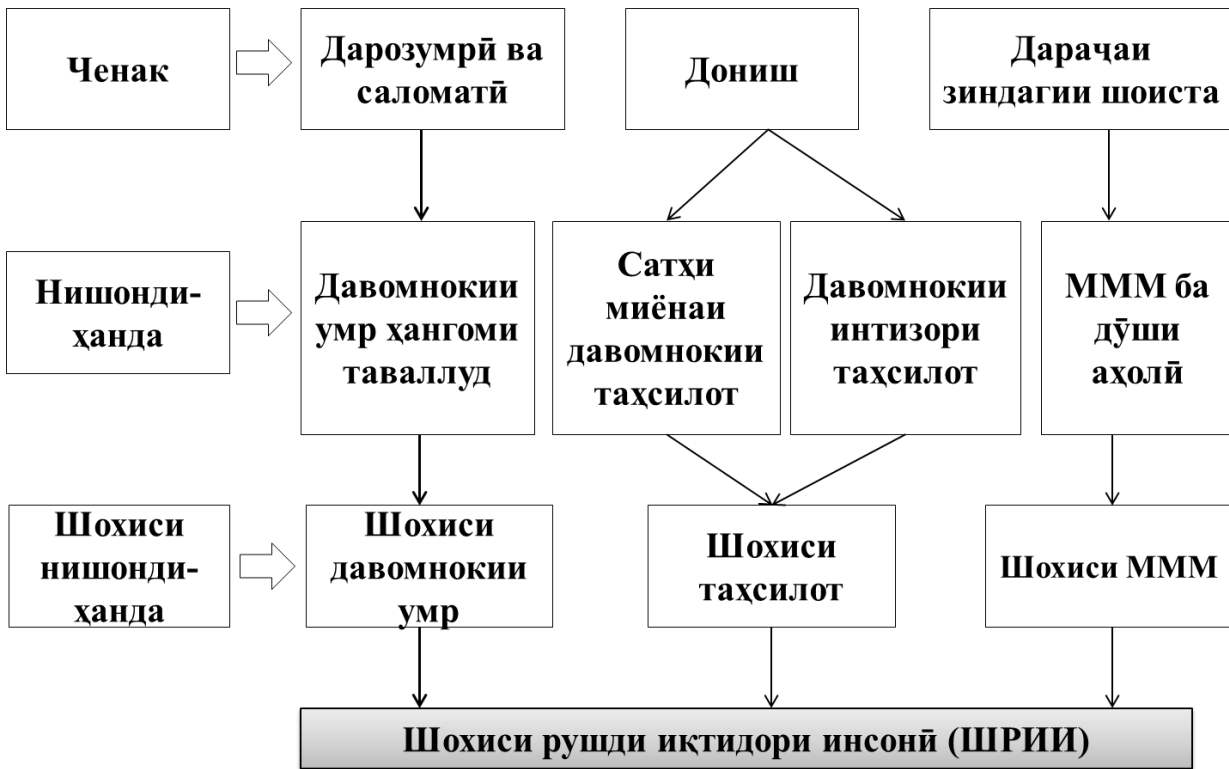 Ченак
Дарозумрӣ ва
саломатӣ
Дониш
Дараҷаи
зиндагии шоиста
Нишонди-
ҳанда
Давомнокии
умр ҳангоми
таваллуд
Сатҳи
миёнаи
давомнокии
таҳсилот
Давомнокии
интизори
таҳсилот
МММ ба
дӯши
аҳолӣ
Шохиси
нишонди-
ҳанда
Шохиси
давомнокии
умр
Шохиси
таҳсилот
Шохиси МММ
Шохиси рушди иқтидори инсонӣ (ШРИИ)